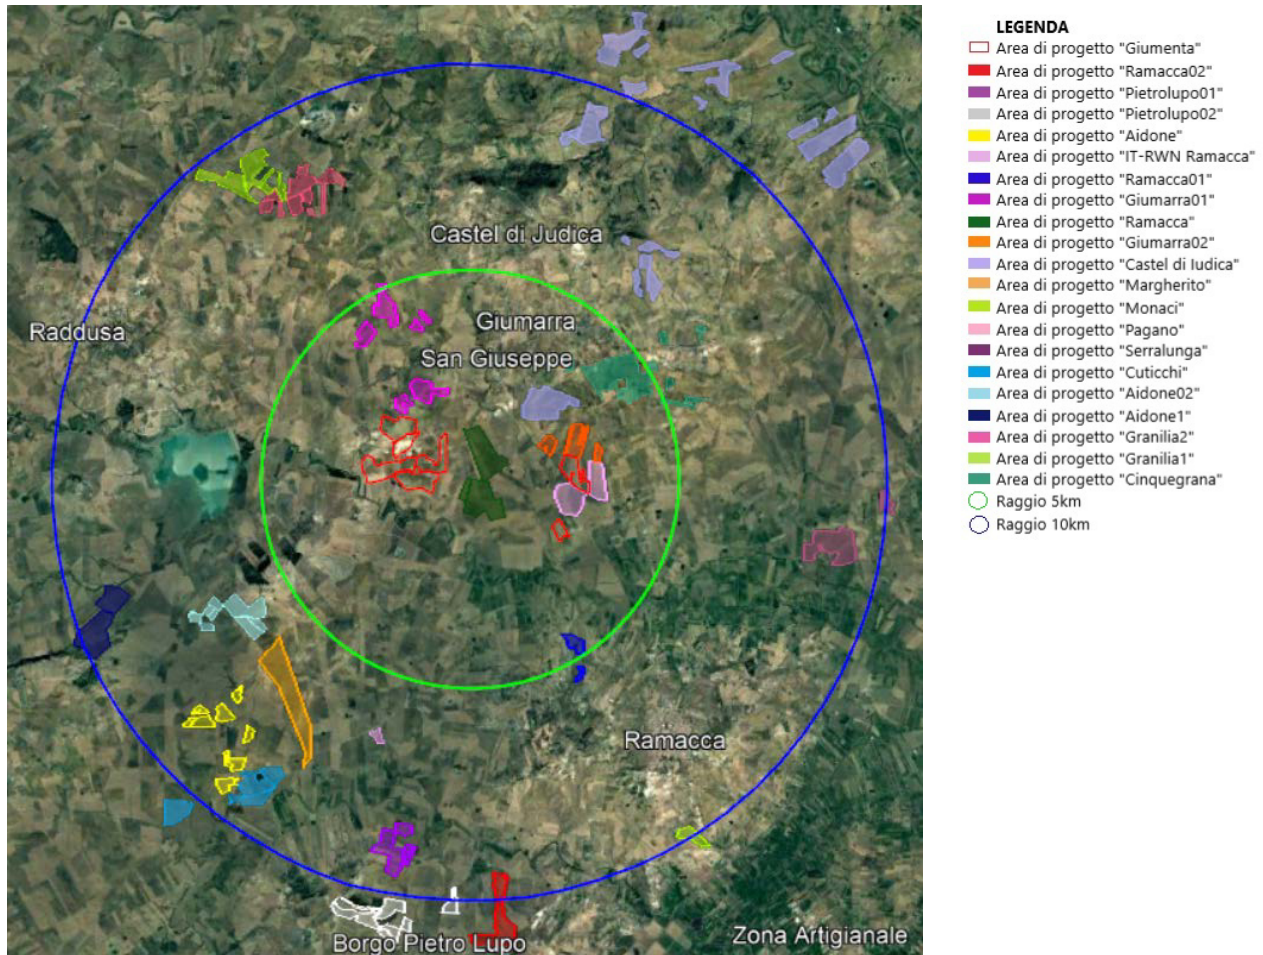 Castel di Judica
Giumarra
Raddusa
San Giuseppe
Ramacca
Zona Artigianale
Borgo Pietro Lupo
LEGENDA
Area di progetto "Giumenta"
Area di progetto "Ramacca02"
Area di progetto "Pietrolupo01"
Area di progetto "Pietrolupo02"
Area di progetto "Aidone"
Area di progetto "IT-RWN Ramacca"
Area di progetto "Ramacca01"
Area di progetto "Giumarra01"
Area di progetto "Ramacca"
Area di progetto "Giumarra02"
Area di progetto "Castel di Iudica"
Area di progetto "Margherito"
Area di progetto "Monaci"
Area di progetto "Pagano"
Area di progetto "Serralunga"
Area di progetto "Cuticchi"
Area di progetto "Aidone02"
Area di progetto "Aidone1"
Area di progetto "Granilia2"
Area di progetto "Granilia1"
Area di progetto "Cinquegrana"
Raggio 5km
Raggio 10km